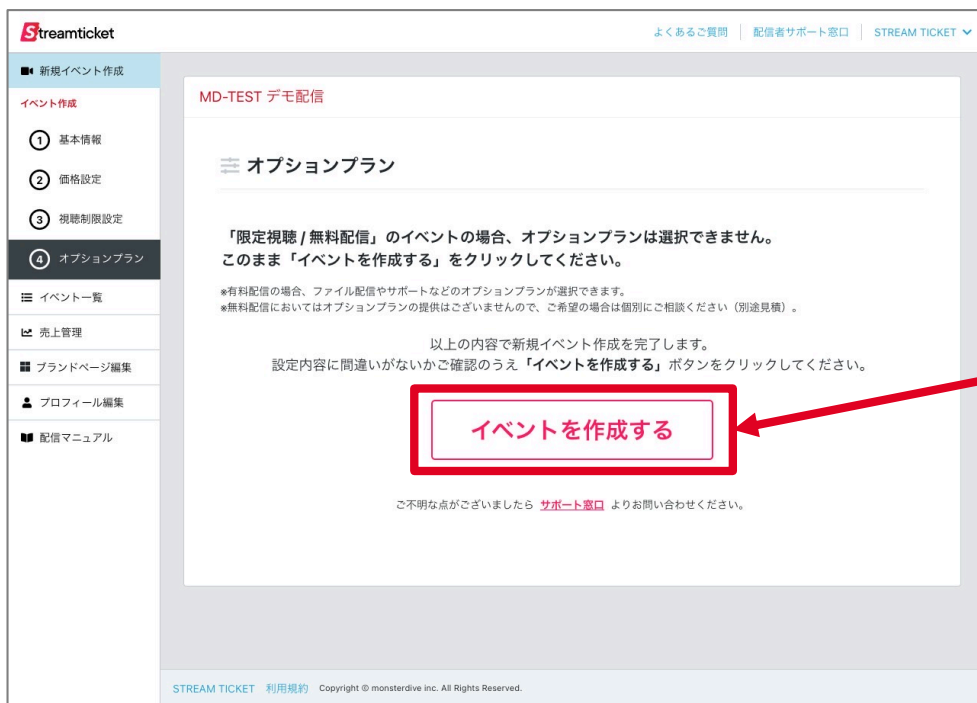 Streamticket
よくあるご質問
配信者サポート窓口
STREAM TICKET
新規イベント作成
イベント作成
1 基本情報
2 価格設定
3 視聴制限設定
4 オプションプラン
イベント一覧
売上管理
ブランドページ編集
プロフィール編集
配信マニュアル
MD-TEST デモ配信
オプションプラン
「限定視聴 / 無料配信」のイベントの場合、オプションプランは選択できません。
このまま「イベントを作成する」をクリックしてください。
※有料配信の場合、ファイル配信やサポートなどのオプションプランが選択できます。
※無料配信においてはオプションプランの提供はございませんので、ご希望の場合は個別にご相談ください（別途見積）。
以上の内容で新規イベント作成を完了します。
設定内容に間違いがないかご確認のうえ「イベントを作成する」ボタンをクリックしてください。
イベントを作成する
ご不明な点がございましたら サポート窓口 よりお問い合わせください。
STREAM TICKET 利用規約 Copyright © monsterdive inc. All Rights Reserved.